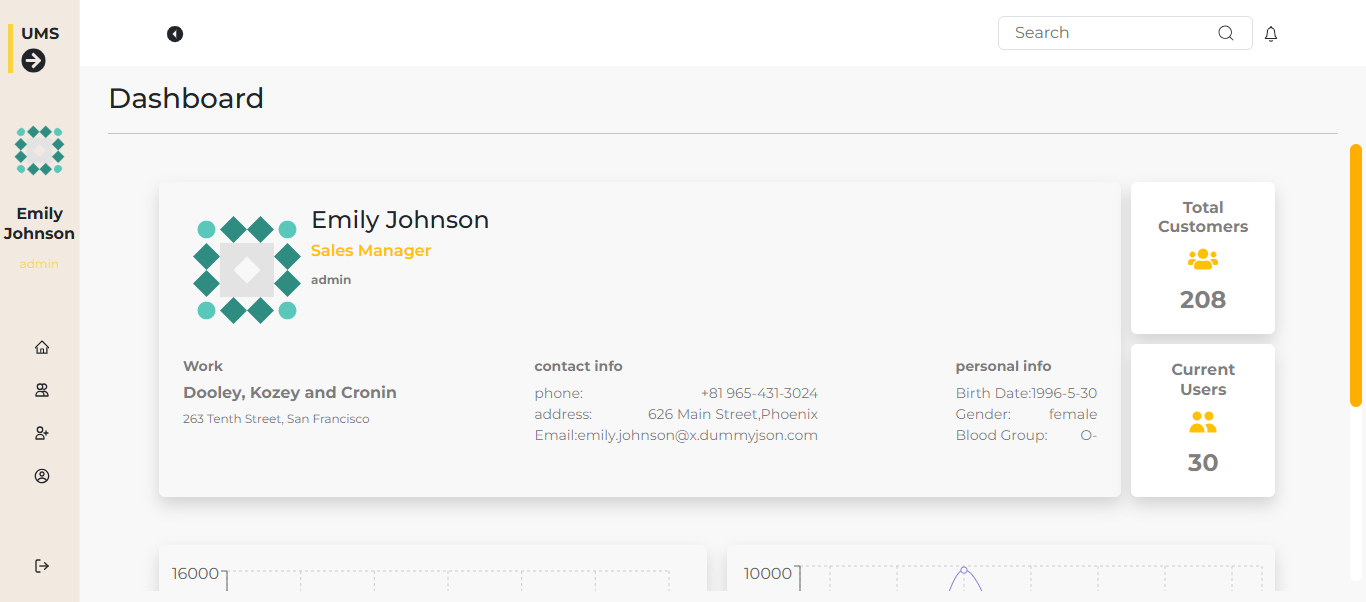 UMS
Search
Dashboard
Emily
Johnson
admin
Emily Johnson
Sales Manager
admin
Work
Dooley, Kozey and Cronin
263 Tenth Street, San Francisco
contact info
phone: +81 965-431-3024
address: 626 Main Street,Phoenix
Email:emily.johnson@x.dummyjson.com
personal info
Birth Date:1996-5-30
Gender: female
Blood Group: O-
Total
Customers
208
Current
Users
30
16000
10000